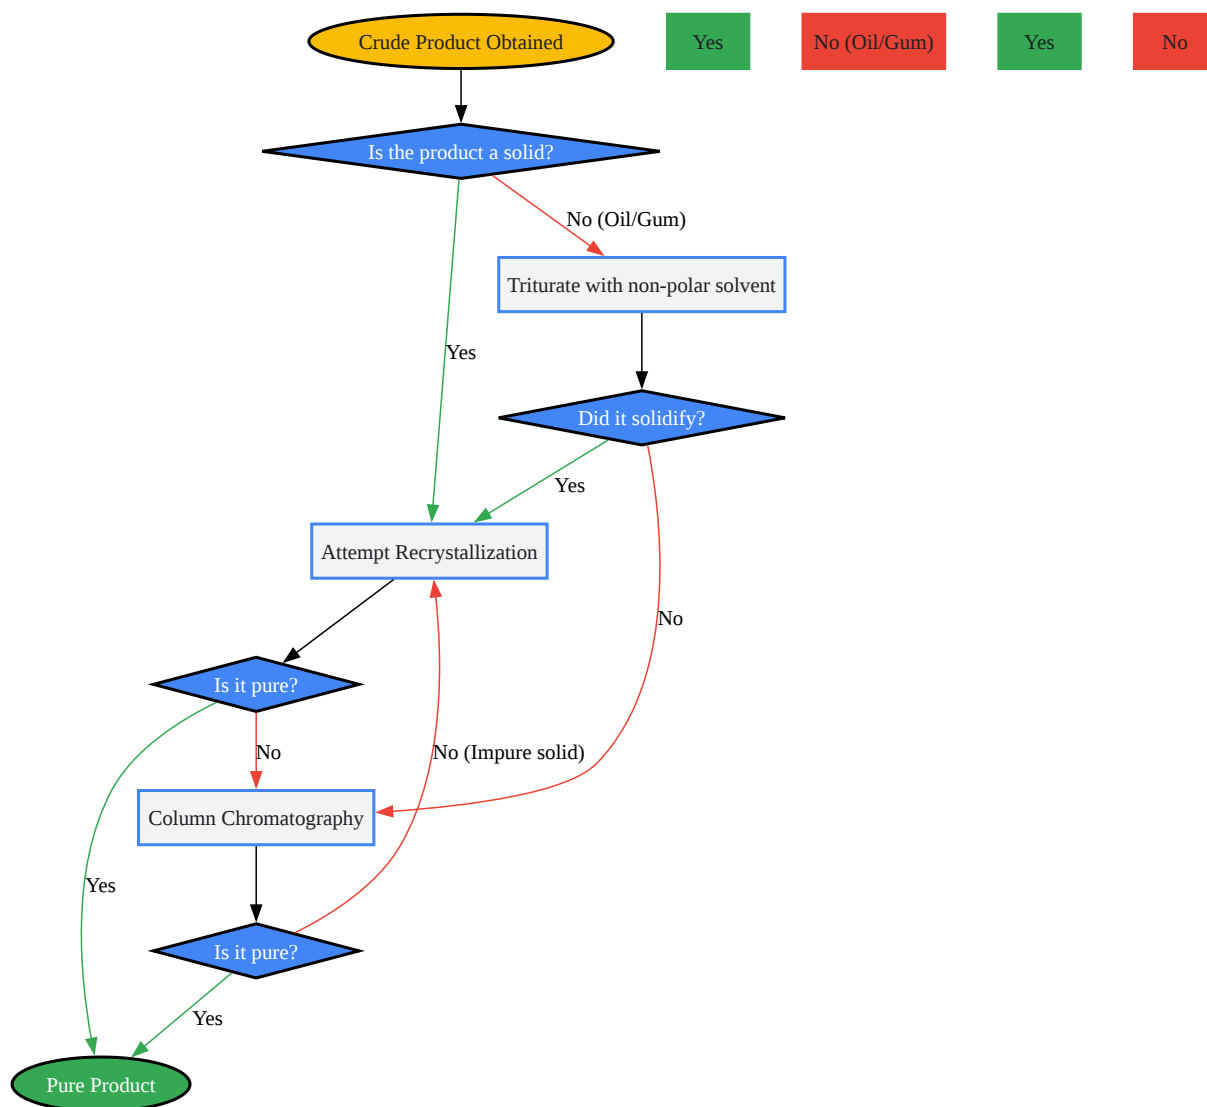 Crude Product Obtained
Yes
No (Oil/Gum)
Yes
No
Is the product a solid?
No (Oil/Gum)
Triturate with non-polar solvent
Yes
Did it solidify?
Yes
Attempt Recrystallization
No
Is it pure?
No
No (Impure solid)
Column Chromatography
Yes
Is it pure?
Yes
Pure Product